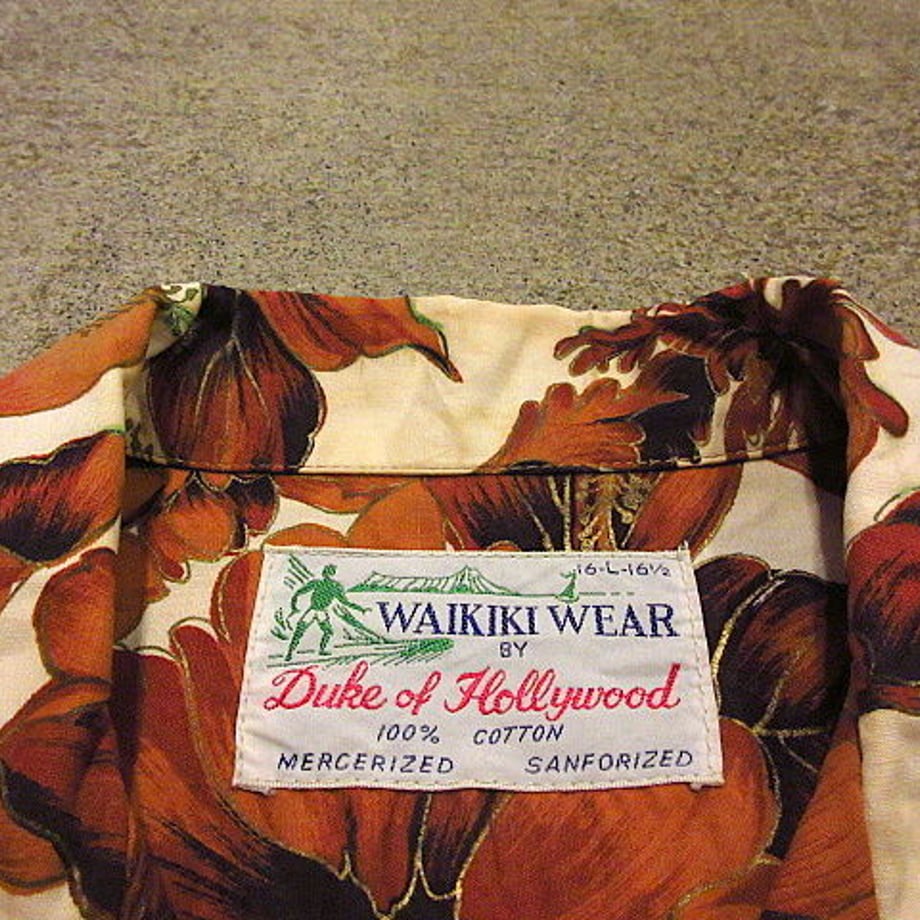 16-L-16½
WAIKIKI WEAR
BY
Duke of Hollywood
100% COTTON
MERCERIZED SANFORIZED